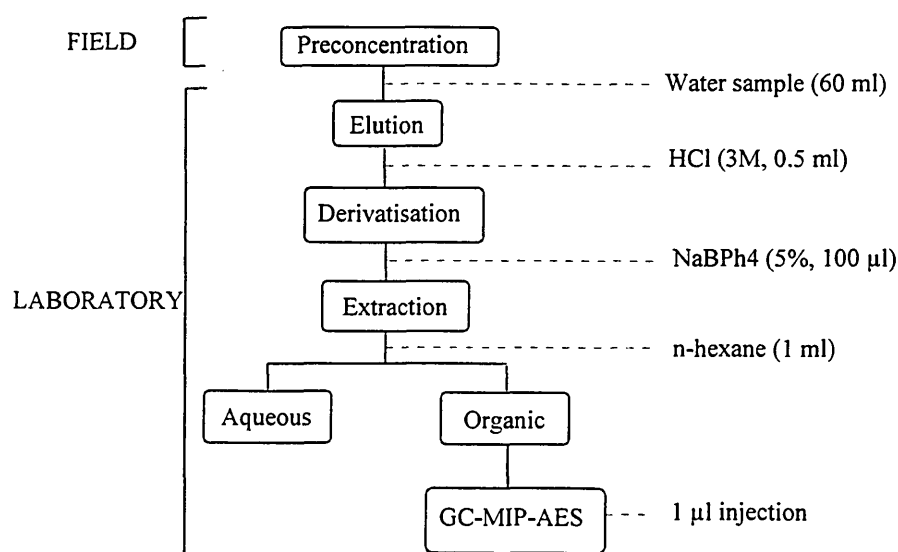 FIELD
Preconcentration
Water sample (60 ml)
Elution
HCl (3M, 0.5 ml)
Derivatisation
NaBPh4 (5%, 100 µl)
LABORATORY
Extraction
n-hexane (1 ml)
Aqueous
Organic
GC-MIP-AES
1 µl injection